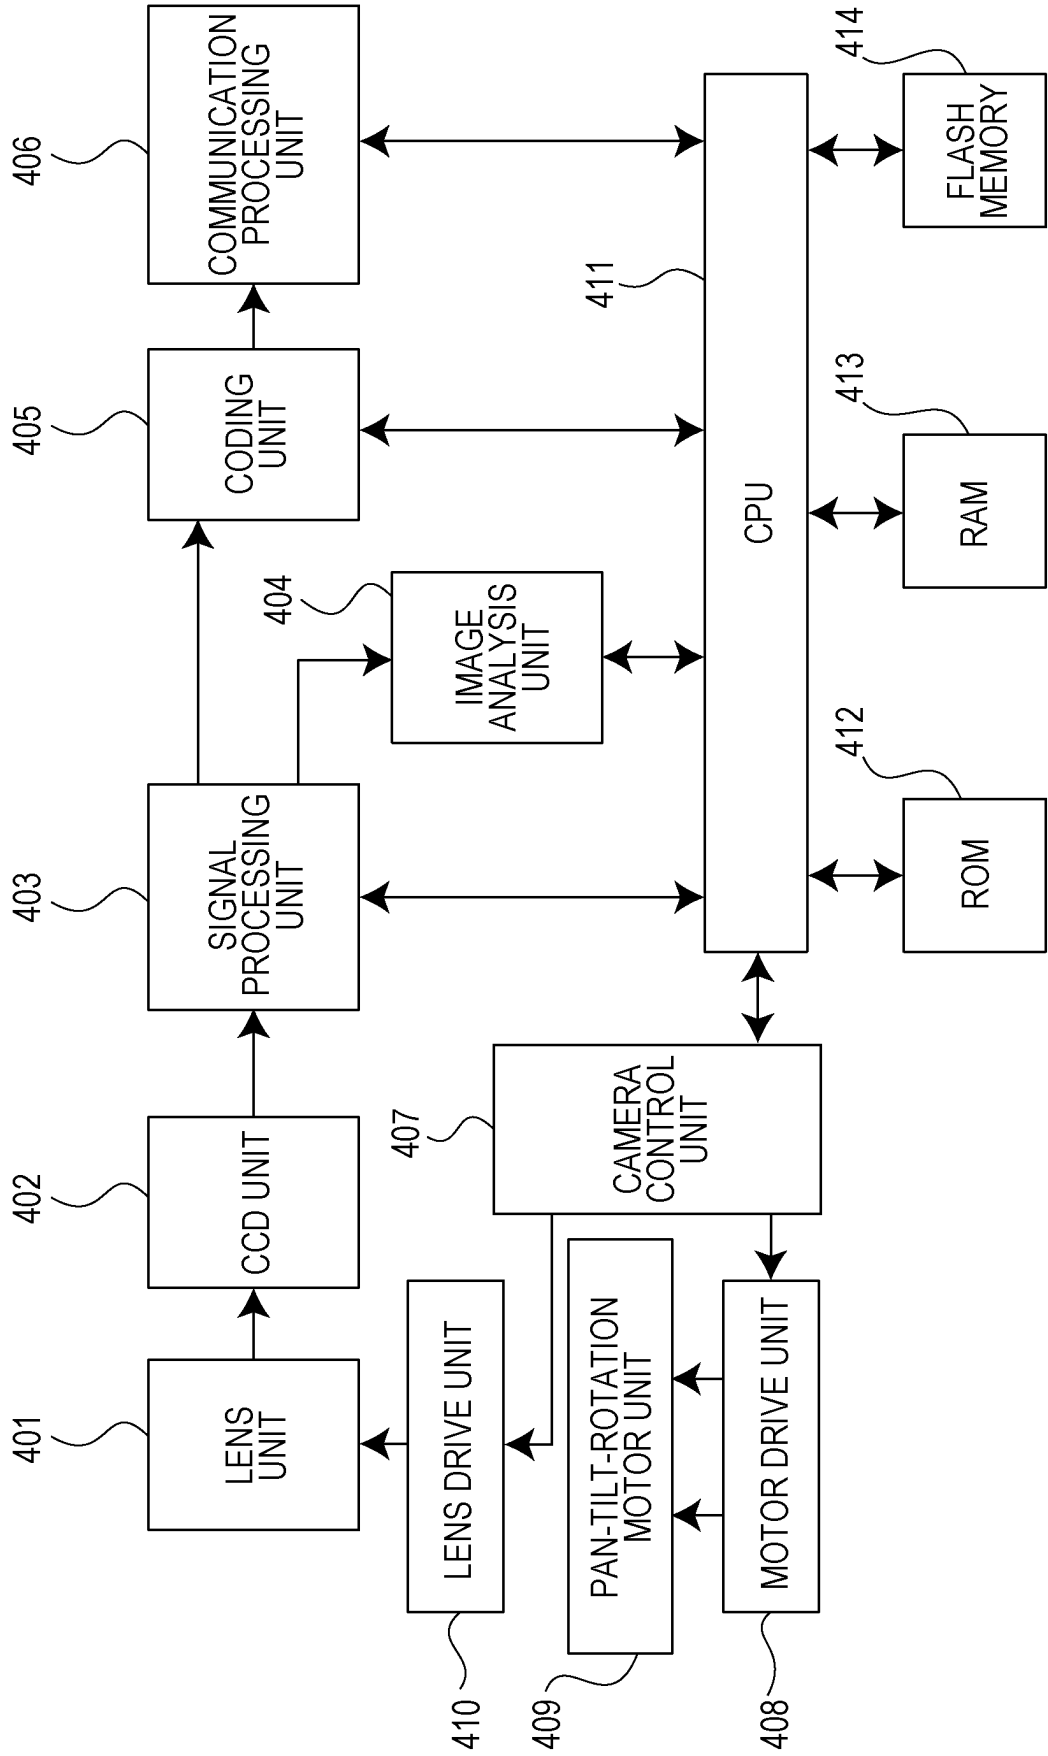 401
402
403
405
406
LENS
UNIT
CCD UNIT
SIGNAL
PROCESSING
UNIT
CODING
UNIT
COMMUNICATION
PROCESSING
UNIT
404
IMAGE
ANALYSIS
UNIT
410
LENS DRIVE UNIT
407
CAMERA
CONTROL
UNIT
409
PAN-TILT-ROTATION
MOTOR UNIT
411
CPU
408
MOTOR DRIVE UNIT
412
413
414
ROM
RAM
FLASH
MEMORY